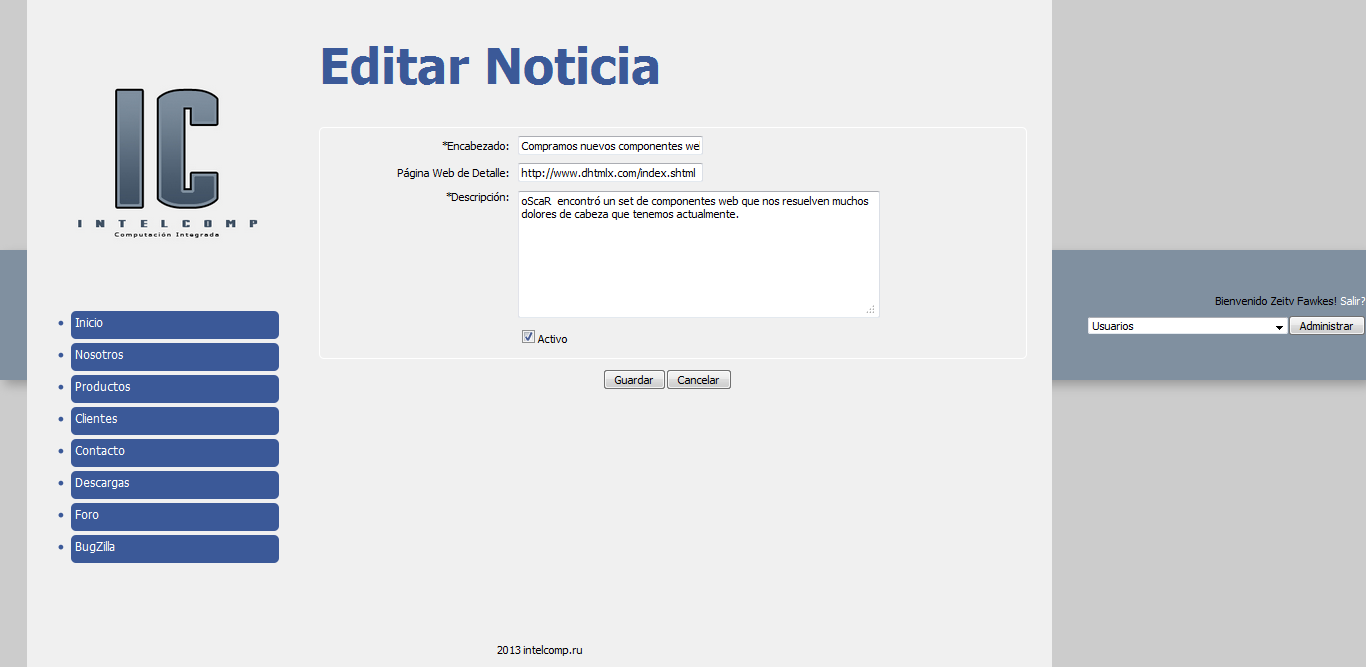 Editar Noticia
IC
INTELCOMP
Computación Integrada
*Encabezado: Compramos nuevos componentes we
Página Web de Detalle: http://www.dhtmlx.com/index.shtml
*Descripción: oScaR  encontró un set de componentes web que nos resuelven muchos
dolores de cabeza que tenemos actualmente.
Activo
Guardar Cancelar
Inicio
Nosotros
Productos
Clientes
Contacto
Descargas
Foro
BugZilla
Bienvenido Zeitv Fawkes! Salir?
Usuarios Administrar
2013 intelcomp.ru